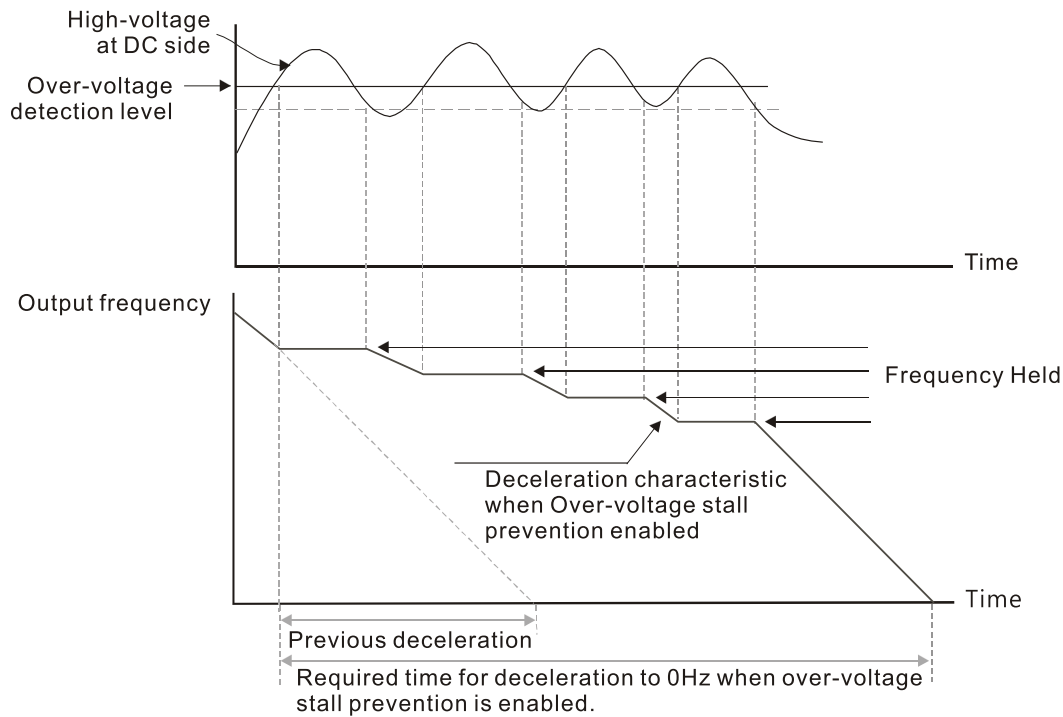 High-voltage
at DC side
Over-voltage
detection level
Time
Output frequency
Frequency Held
Deceleration characteristic
when Over-voltage stall
prevention enabled
Time
Previous deceleration
Required time for deceleration to 0Hz when over-voltage
stall prevention is enabled.